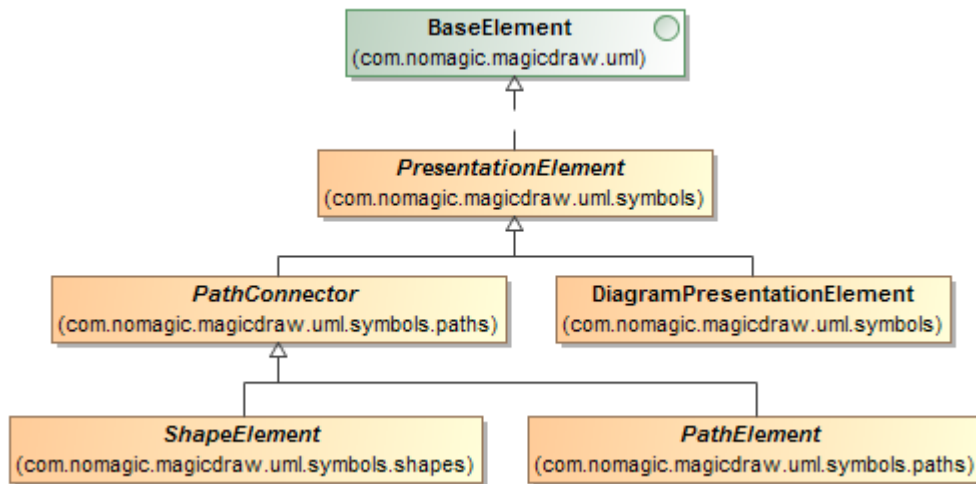 BaseElement
(com.nomagic.magicdraw.uml)
PresentationElement
(com.nomagic.magicdraw.uml.symbols)
PathConnector
(com.nomagic.magicdraw.uml.symbols.paths)
DiagramPresentationElement
(com.nomagic.magicdraw.uml.symbols)
ShapeElement
(com.nomagic.magicdraw.uml.symbols.shapes)
PathElement
(com.nomagic.magicdraw.uml.symbols.paths)